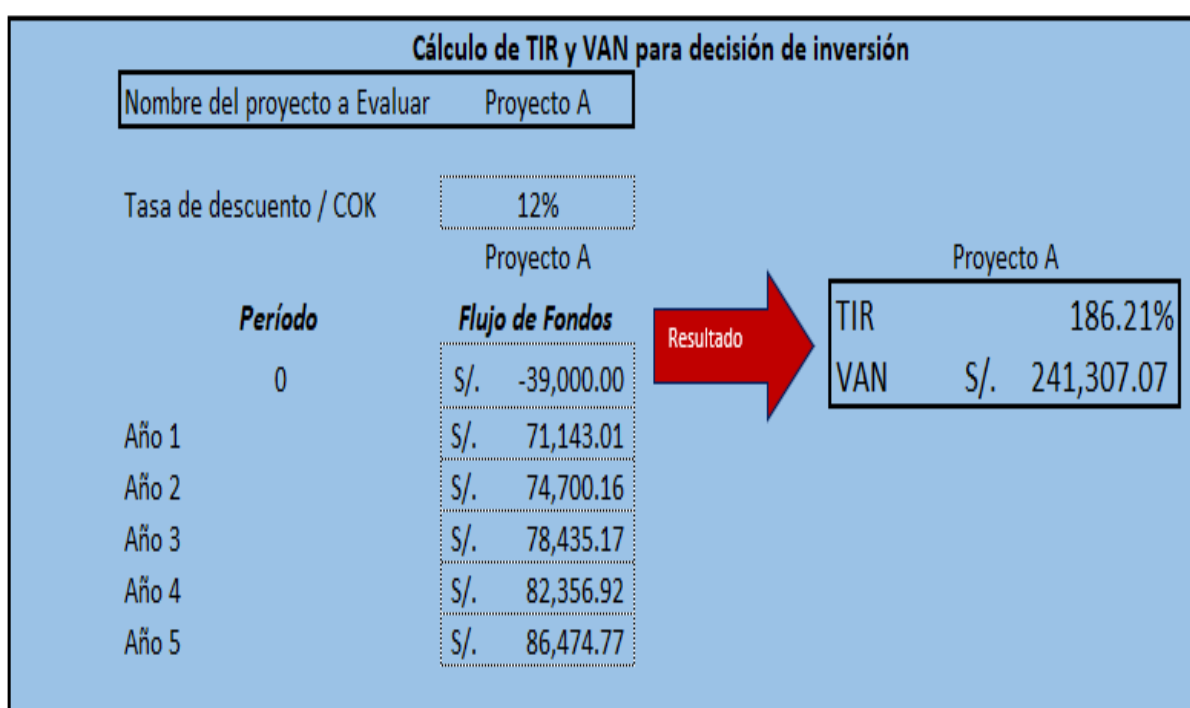 Cálculo de TIR y VAN para decisión de inversión
Nombre del proyecto a Evaluar Proyecto A
Tasa de descuento / COK 12%
Proyecto A
Período Flujo de Fondos
0 S/. -39,000.00
Año 1 S/. 71,143.01
Año 2 S/. 74,700.16
Año 3 S/. 78,435.17
Año 4 S/. 82,356.92
Año 5 S/. 86,474.77
Resultado
Proyecto A
TIR 186.21%
VAN S/. 241,307.07